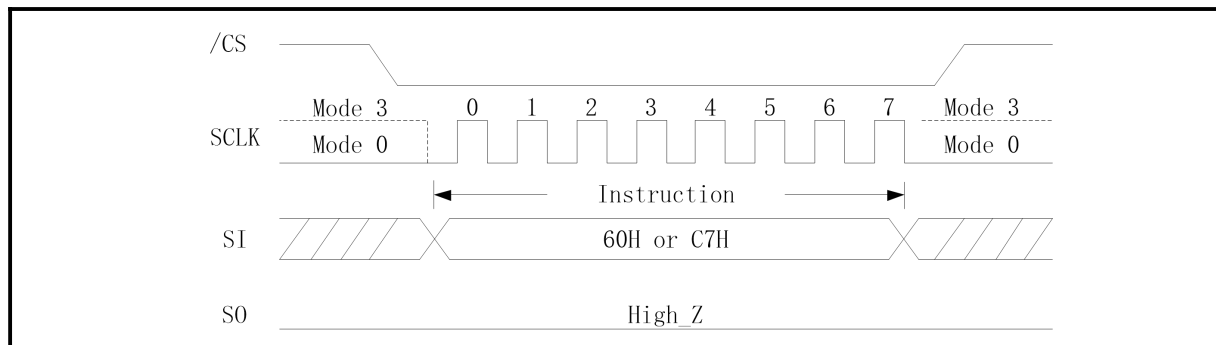 /CS
Mode 3 0 1 2 3 4 5 6 7 Mode 3
SCLK
Mode 0 Mode 0
Instruction
SI 60H or C7H
SO High_Z